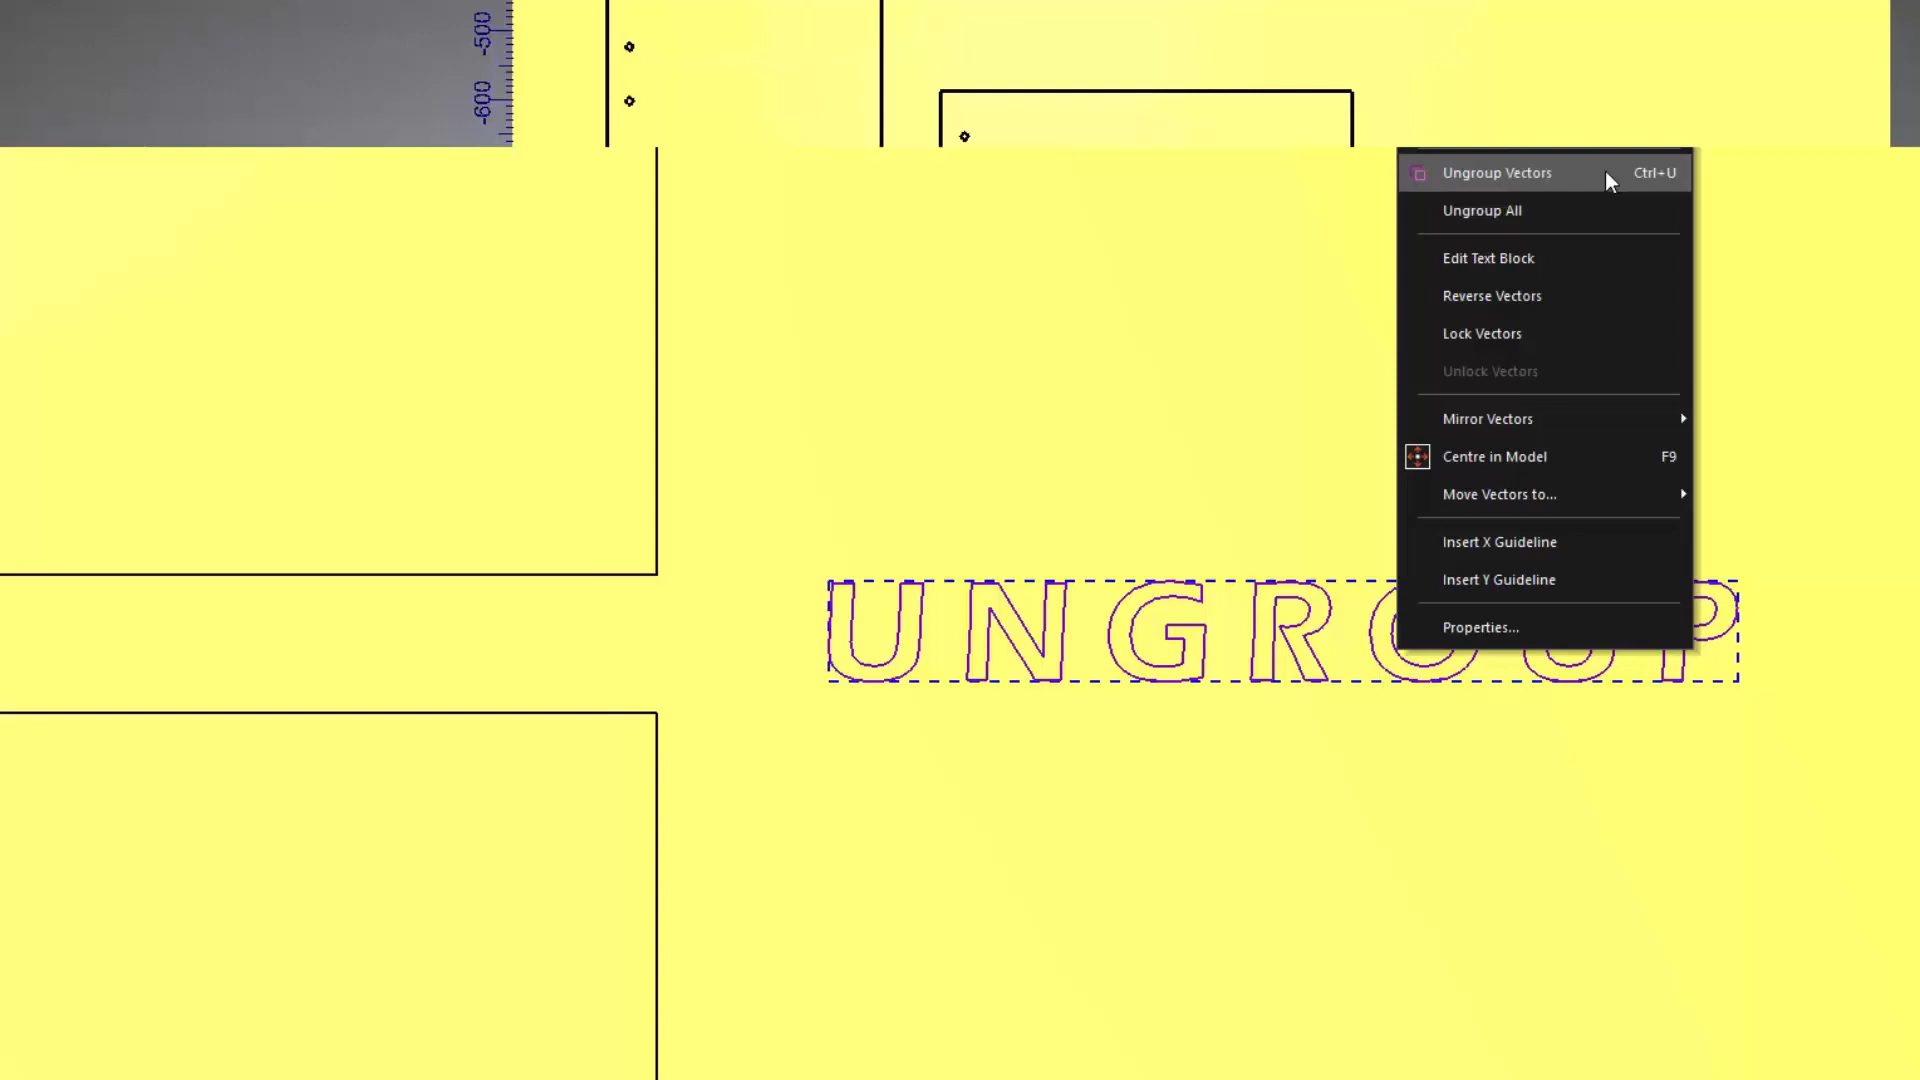 -500
-600
Ungroup Vectors Ctrl+U
Ungroup All
Edit Text Block
Reverse Vectors
Lock Vectors
Unlock Vectors
Mirror Vectors
Centre in Model F9
Move Vectors to...
Insert X Guideline
Insert Y Guideline
Properties...
UNGROUP